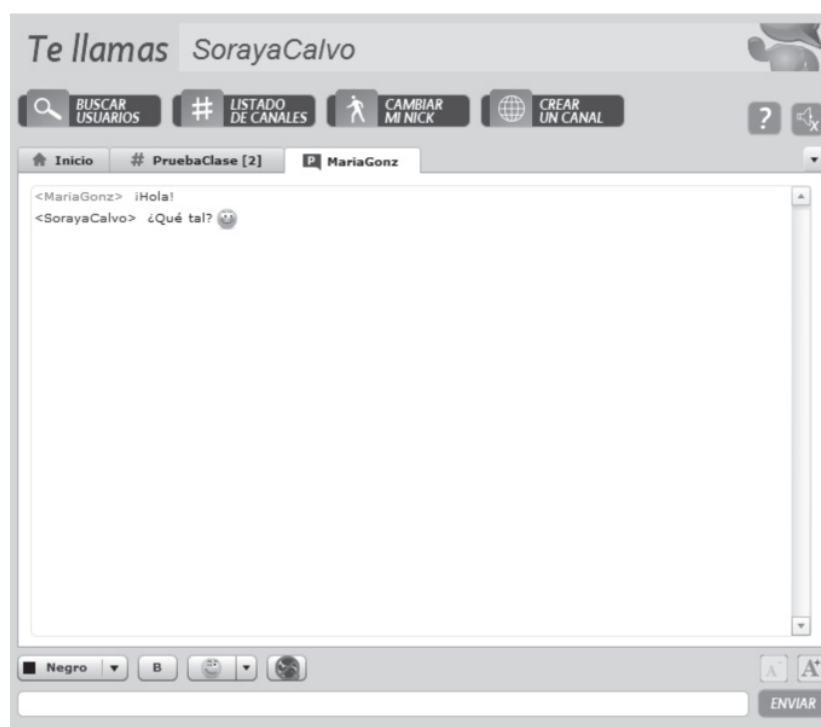 Te llamas SorayaCalvo
BUSCAR USUARIOS # LISTADO DE CANALES CAMBIAR MI NICK CREAR UN CANAL ?
Inicio # PruebaClase [2] P MariaGonz
<MariaGonz> ¡Hola!
<SorayaCalvo> ¿Qué tal?
Negro B A- A+
ENVIAR